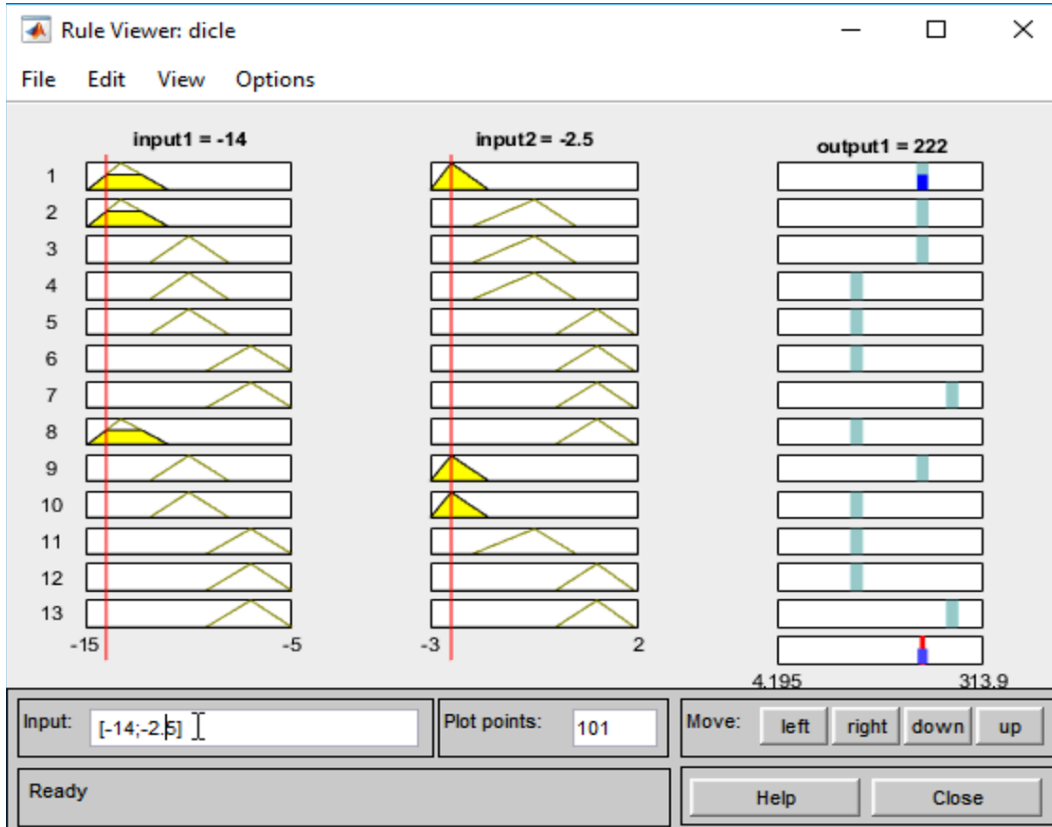 Rule Viewer: dicle
File Edit View Options
input1 = -14 input2 = -2.5 output1 = 222
1
2
3
4
5
6
7
8
9
10
11
12
13
-15 -5 -3 2
4.195 313.9
Input: [-14;-2.5] Plot points: 101 Move: left right down up
Ready Help Close